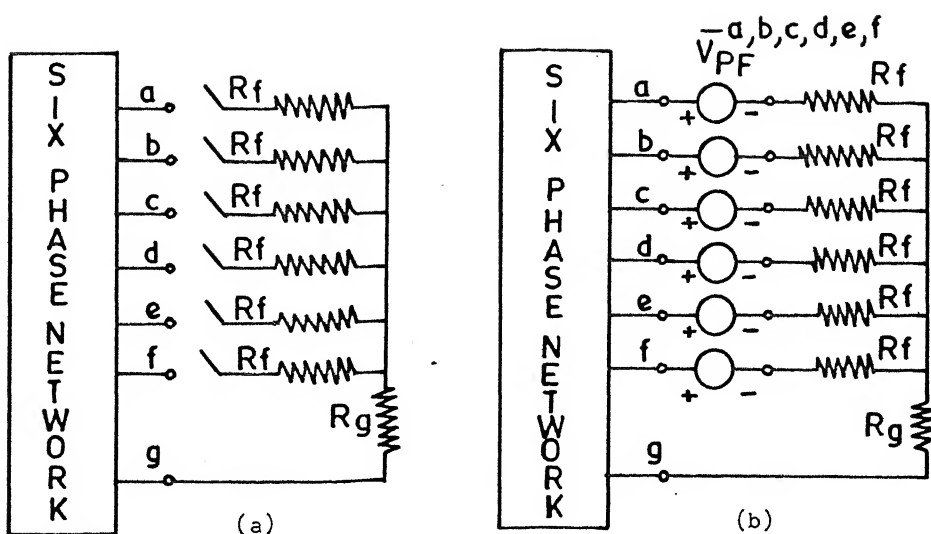 SIX PHASE NETWORK
a Rf
b Rf
c Rf
d Rf
e Rf
f Rf
Rg
g
(a)
V̄PF -a,b,c,d,e,f
SIX PHASE NETWORK
a + - Rf
b + - Rf
c + - Rf
d + - Rf
e + - Rf
f + - Rf
Rg
g
(b)